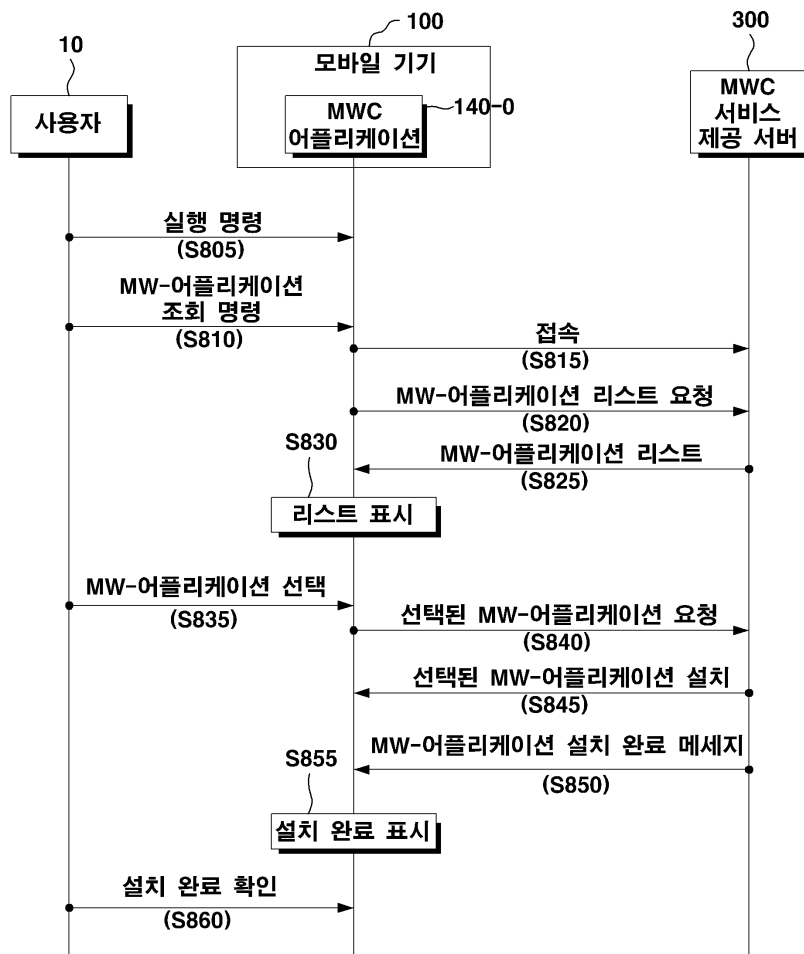 100
300
10
모바일 기기
MWC
서비스
제공 서버
사용자
MWC
어플리케이션
140-0
실행 명령
(S805)
MW-어플리케이션
조회 명령
(S810)
접속
(S815)
MW-어플리케이션 리스트 요청
(S820)
S830
MW-어플리케이션 리스트
(S825)
리스트 표시
MW-어플리케이션 선택
(S835)
선택된 MW-어플리케이션 요청
(S840)
선택된 MW-어플리케이션 설치
(S845)
MW-어플리케이션 설치 완료 메세지
(S850)
S855
설치 완료 표시
설치 완료 확인
(S860)